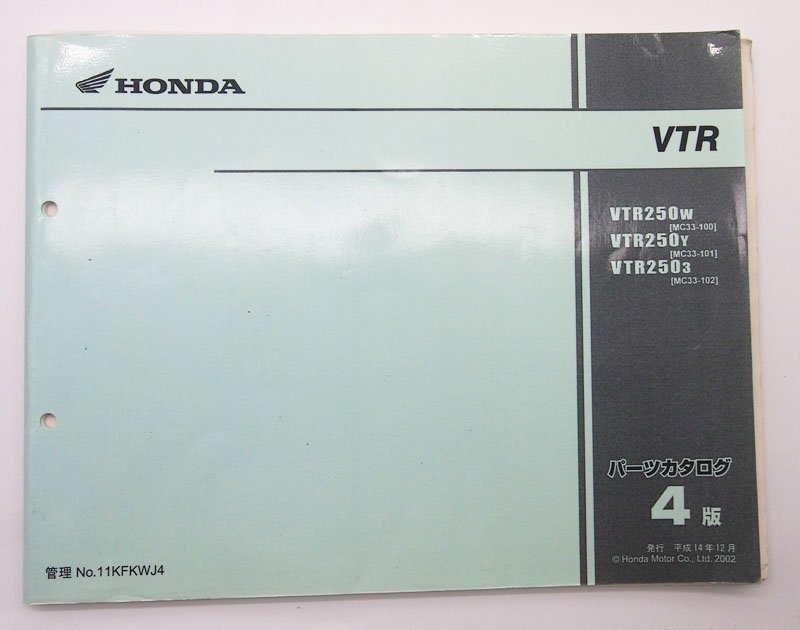 HONDA
VTR
VTR250W
[MC33-100]
VTR250Y
[MC33-101]
VTR2503
[MC33-102]
パーツカタログ
4版
発行 平成14年12月
© Honda Motor Co., Ltd. 2002
管理 No.11KFKWJ4